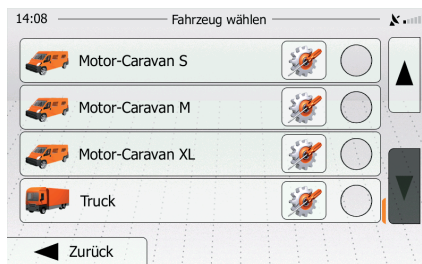 14:08
Fahrzeug wählen
Motor-Caravan S
Motor-Caravan M
Motor-Caravan XL
Truck
Zurück